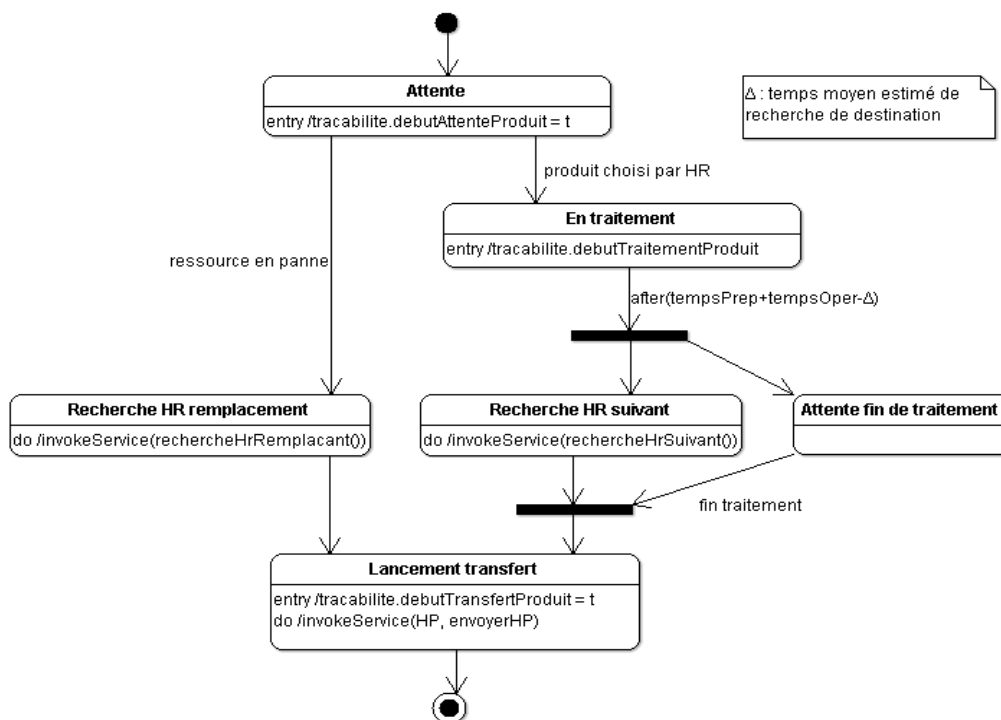 Attente
entry /tracabilite.debutAttenteProduit = t
Δ : temps moyen estimé de
recherche de destination
produit choisi par HR
En traitement
entry /tracabilite.debutTraitementProduit
ressource en panne
after(tempsPrep+tempsOper-Δ)
Recherche HR remplacement
do /invokeService(rechercheHrRemplacant())
Recherche HR suivant
do /invokeService(rechercheHrSuivant())
Attente fin de traitement
fin traitement
Lancement transfert
entry /tracabilite.debutTransfertProduit = t
do /invokeService(HP, envoyerHP)